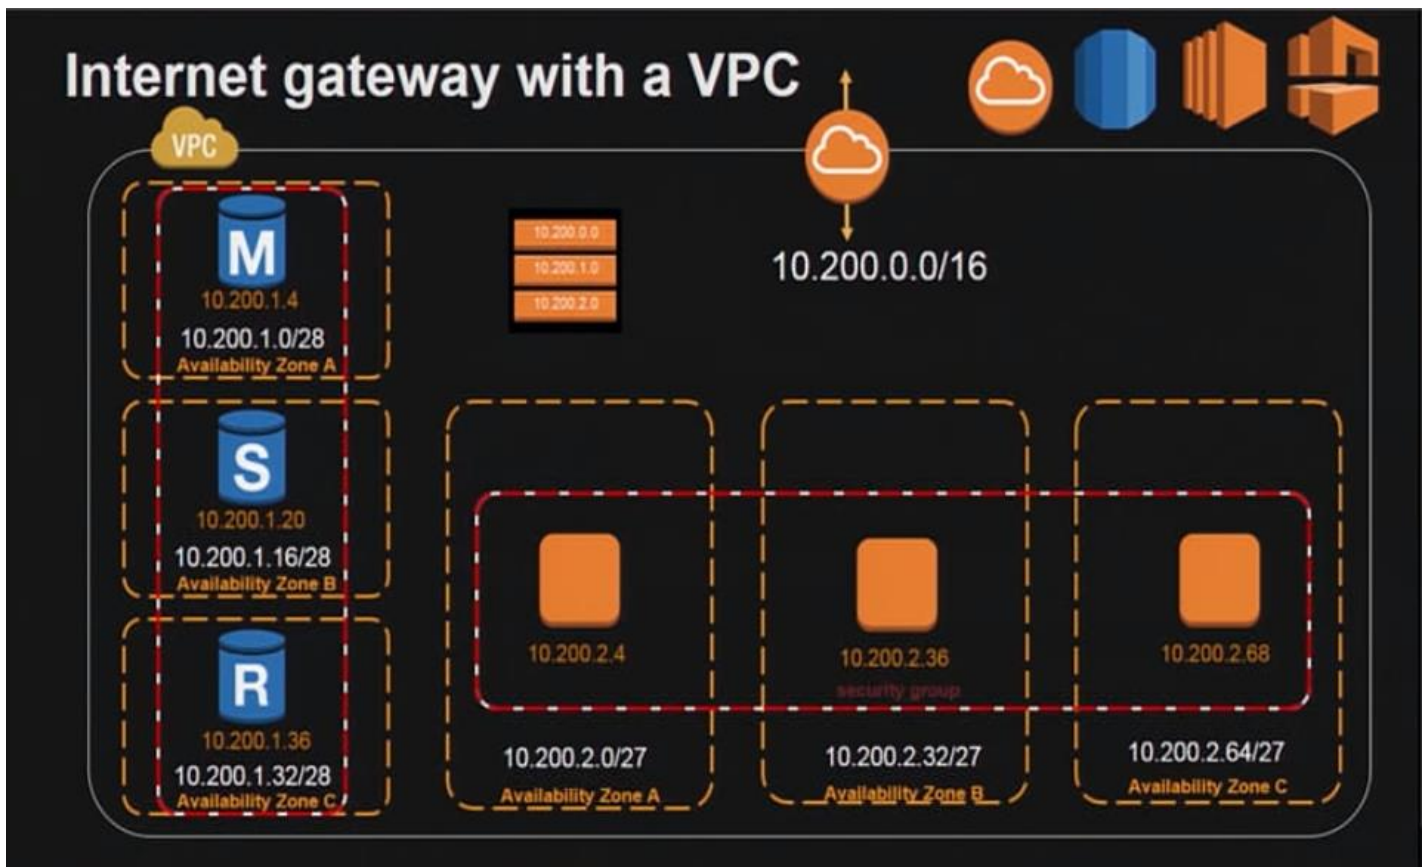 Internet gateway with a VPC
VPC
M
10.200.1.4
10.200.1.0/28
Availability Zone A
S
10.200.1.20
10.200.1.16/28
Availability Zone B
R
10.200.1.36
10.200.1.32/28
Availability Zone C
10.200.0.0
10.200.1.0
10.200.2.0
10.200.0.0/16
10.200.2.4
10.200.2.0/27
Availability Zone A
10.200.2.36
security group
10.200.2.32/27
Availability Zone B
10.200.2.68
10.200.2.64/27
Availability Zone C